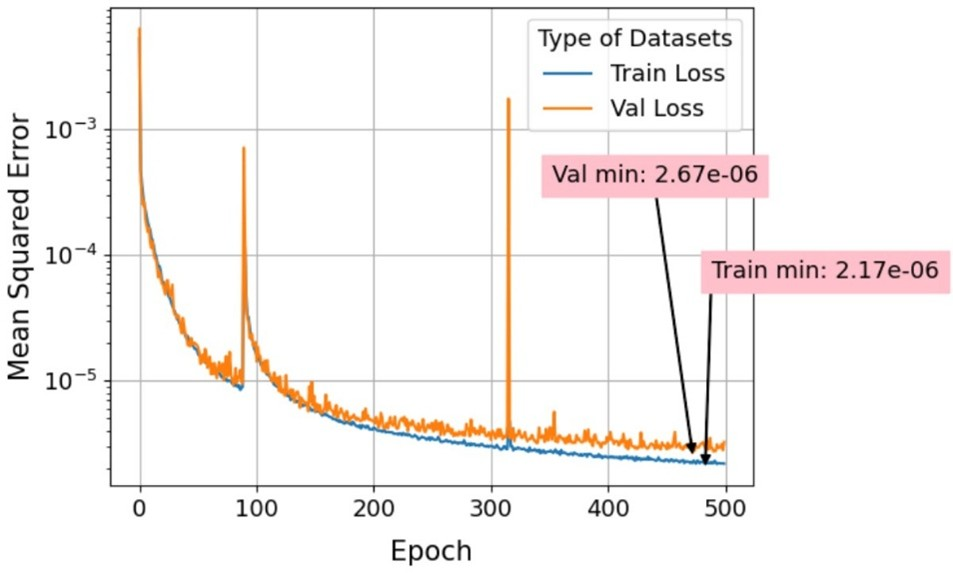 Type of Datasets
Train Loss
Val Loss
Val min: 2.67e-06
Train min: 2.17e-06
Mean Squared Error
10⁻³
10⁻⁴
10⁻⁵
0 100 200 300 400 500
Epoch